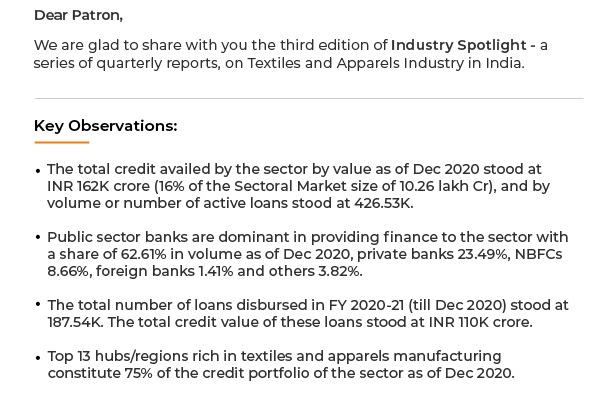 Dear Patron,
We are glad to share with you the third edition of Industry Spotlight - a
series of quarterly reports, on Textiles and Apparels Industry in India.
Key Observations:
• The total credit availed by the sector by value as of Dec 2020 stood at
INR 162K crore (16% of the Sectoral Market size of 10.26 lakh Cr), and by
volume or number of active loans stood at 426.53K.
• Public sector banks are dominant in providing finance to the sector with
a share of 62.61% in volume as of Dec 2020, private banks 23.49%, NBFCs
8.66%, foreign banks 1.41% and others 3.82%.
• The total number of loans disbursed in FY 2020-21 (till Dec 2020) stood at
187.54K. The total credit value of these loans stood at INR 110K crore.
• Top 13 hubs/regions rich in textiles and apparels manufacturing
constitute 75% of the credit portfolio of the sector as of Dec 2020.